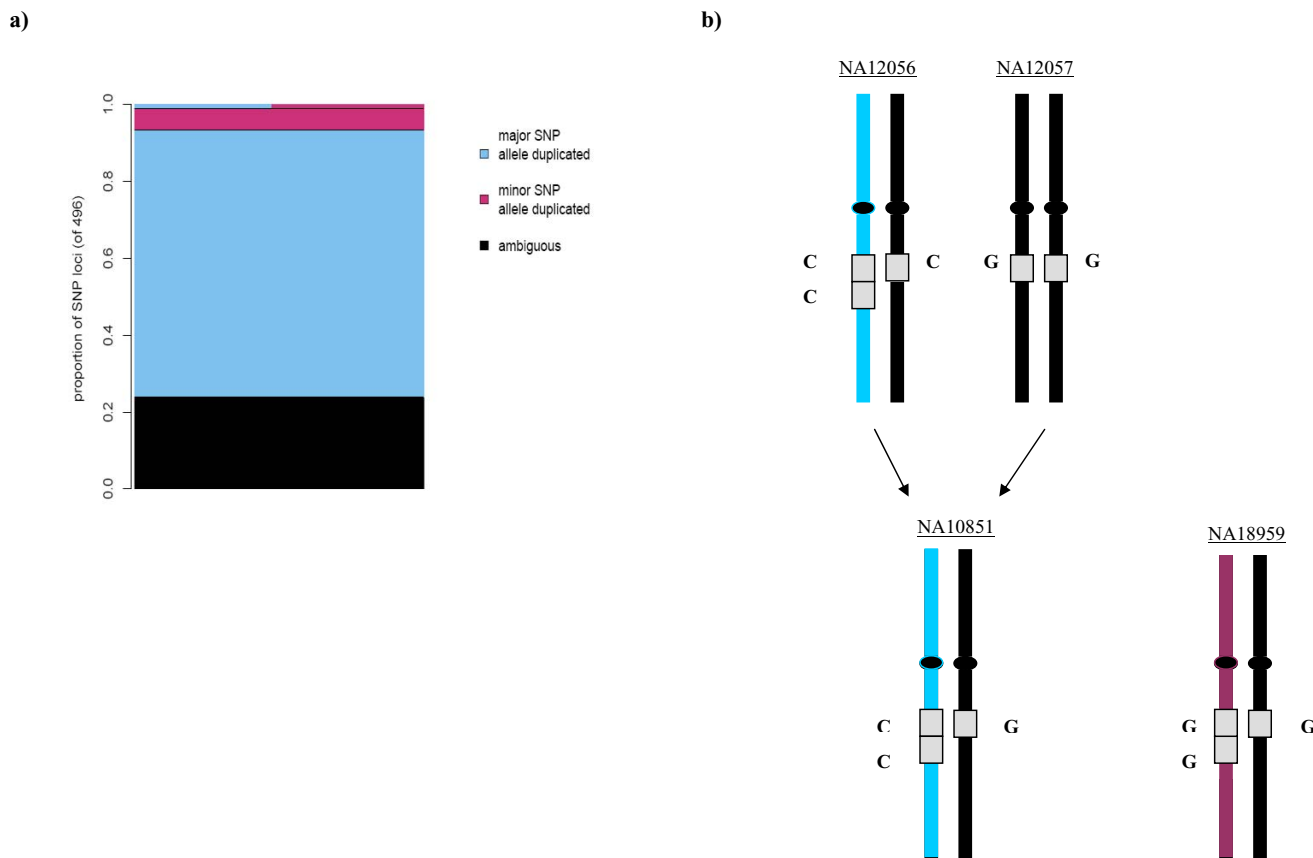 a)
b)
1.0
0.8
0.6
0.4
0.2
0.0
proportion of SNP loci (of 496)
major SNP
allele duplicated
minor SNP
allele duplicated
ambiguous
NA12056 NA12057
C C G G
C
NA10851 NA18959
C G G G
C G